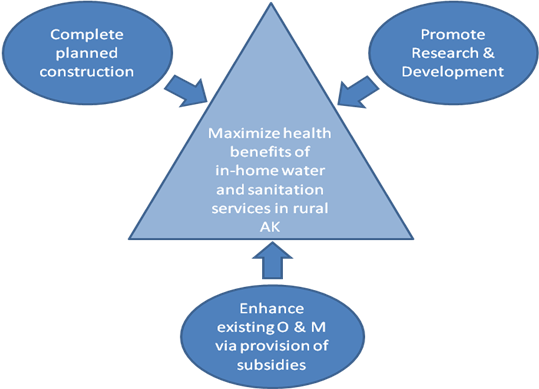 Complete
planned
construction
Promote
Research &
Development
Maximize health
benefits of
in-home water
and sanitation
services in rural
AK
Enhance
existing O & M
via provision of
subsidies